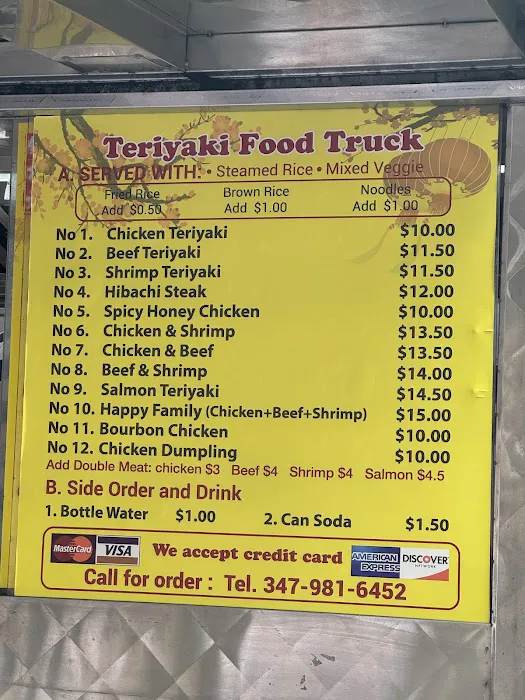 Teriyaki Food Truck
A. SERVED WITH: • Steamed Rice • Mixed Veggie
Fried Rice Brown Rice Noodles
Add $0.50 Add $1.00 Add $1.00
No 1. Chicken Teriyaki $10.00
No 2. Beef Teriyaki $11.50
No 3. Shrimp Teriyaki $11.50
No 4. Hibachi Steak $12.00
No 5. Spicy Honey Chicken $10.00
No 6. Chicken & Shrimp $13.50
No 7. Chicken & Beef $13.50
No 8. Beef & Shrimp $14.00
No 9. Salmon Teriyaki $14.50
No 10. Happy Family (Chicken+Beef+Shrimp) $15.00
No 11. Bourbon Chicken $10.00
No 12. Chicken Dumpling $10.00
Add Double Meat: chicken $3 Beef $4 Shrimp $4 Salmon $4.5
B. Side Order and Drink
1. Bottle Water $1.00 2. Can Soda $1.50
MasterCard VISA We accept credit card AMERICAN EXPRESS DISCOVER NETWORK
Call for order : Tel. 347-981-6452